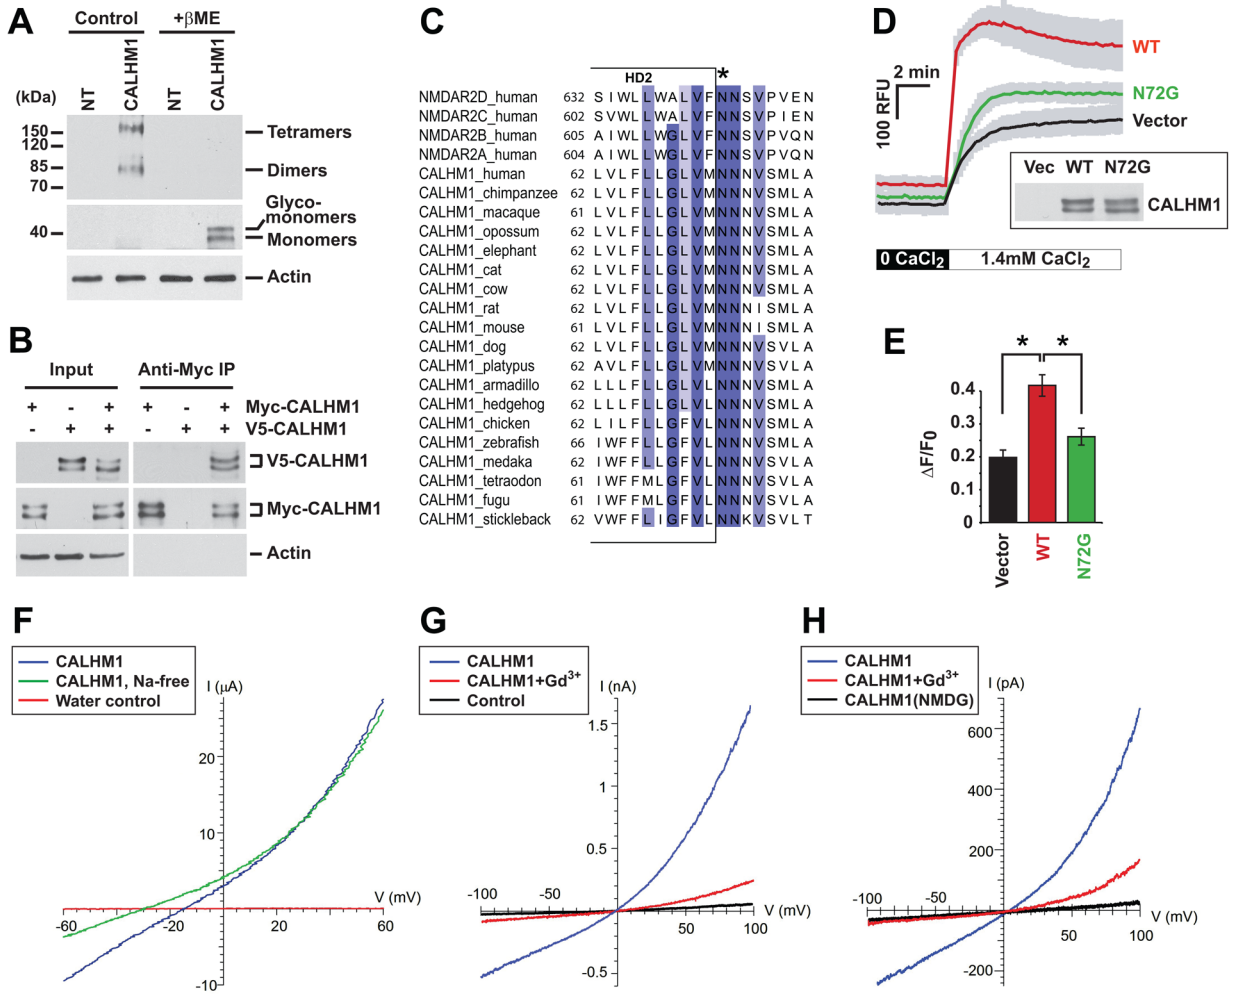 A
Control
+βME
(kDa)
NT
CALHM1
NT
CALHM1
150
120
85
70
40
Tetramers
Dimers
Glyco-
monomers
Monomers
Actin
B
Input
Anti-Myc IP
+ - + + - + Myc-CALHM1
- + + - + + V5-CALHM1
V5-CALHM1
Myc-CALHM1
Actin
C
HD2
*
NMDAR2D_human 632 S I W L L W A L V F N N S V P V E N
NMDAR2C_human 602 S V W L L W A L V F N N S V P I E N
NMDAR2B_human 605 A I W L L W G L V F N N S V P V Q N
NMDAR2A_human 604 A I W L L W G L V F N N S V P V Q N
CALHM1_human 62 L V L F L L G L V M N N N V S M L A
CALHM1_chimpanzee 62 L V L F L L G L V M N N N V S M L A
CALHM1_macaque 61 L V L F L L G L V M N N N V S M L A
CALHM1_opossum 62 L V L F L L G L V M N N N V S M L A
CALHM1_elephant 62 L V L F L L G L V M N N N V S M L A
CALHM1_cat 62 L V L F L L G L V M N N N V S M L A
CALHM1_cow 62 L V L F L L G L V M N N N V S M L A
CALHM1_rat 62 L V L F L L G L V M N N N I S M L A
CALHM1_mouse 61 L V L F L L G L V M N N N I S M L A
CALHM1_dog 62 L V L F L L G L V M N N N V S V L A
CALHM1_platypus 62 A V L F L L G L V M N N N V S V L A
CALHM1_armadillo 62 L L L F L L G L V L N N N V S V L A
CALHM1_hedgehog 62 L L L F L L G L V L N N N V S V L A
CALHM1_chicken 62 L I L F L L G F V L N N N V S V L A
CALHM1_zebrafish 66 I W F F L L G F V L N N N V S V L A
CALHM1_medaka 62 I W F F L L G F V L N N N V S V L A
CALHM1_tetraodon 61 I W F F M L G F V L N N N V S V L A
CALHM1_fugu 61 I W F F M L G F V L N N N V S V L A
CALHM1_stickleback 62 V W F F L I G F V L N N K V S V L T
D
2 min
100 RFU
WT
N72G
Vector
Vec WT N72G
CALHM1
0 CaCl₂
1.4mM CaCl₂
E
* *
ΔF/F₀
0.4
0.3
0.2
0.1
0
Vector
WT
N72G
F
CALHM1
CALHM1, Na-free
Water control
I (μA)
20
10
V (mV)
-60 -20 20 60
-10
G
CALHM1
CALHM1+Gd³⁺
Control
I (nA)
1.5
1
0.5
-100 -50
V (mV)
50 100
-0.5
H
CALHM1
CALHM1+Gd³⁺
CALHM1(NMDG)
I (pA)
600
400
200
-100 -50
V (mV)
50 100
-200